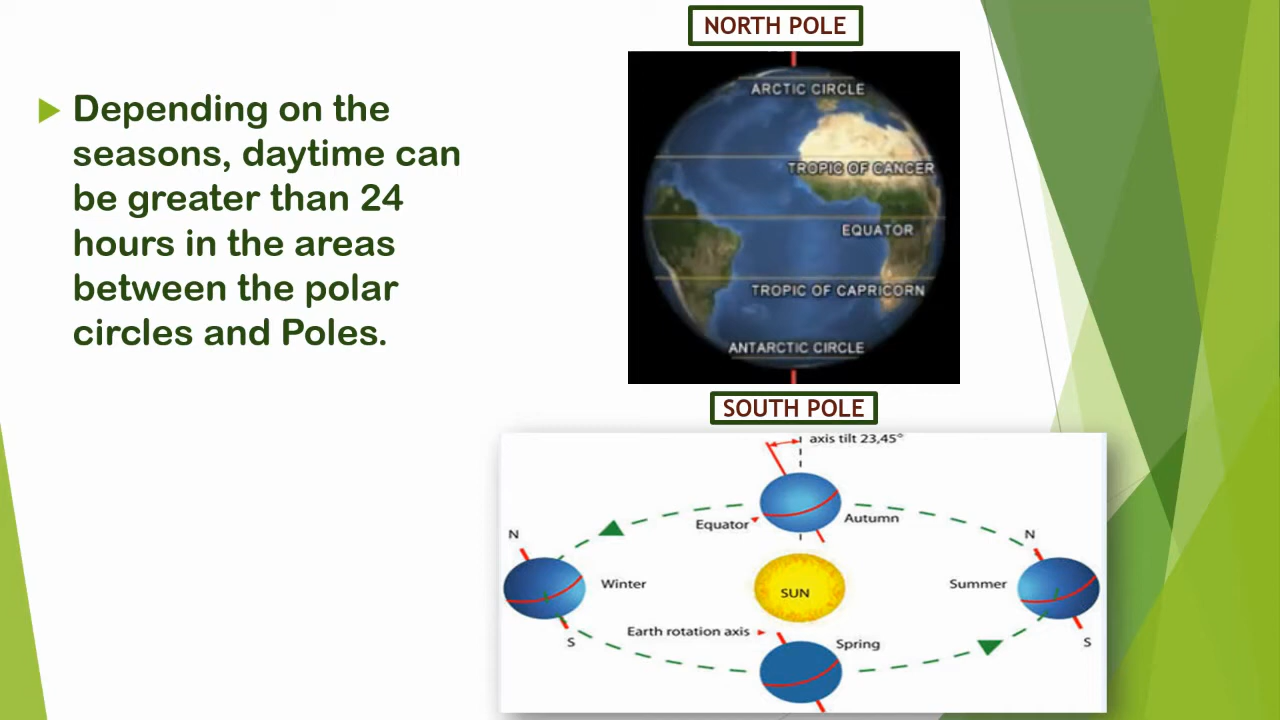 NORTH POLE
Depending on the
seasons, daytime can
be greater than 24
hours in the areas
between the polar
circles and Poles.
ARCTIC CIRCLE
TROPIC OF CANCER
EQUATOR
TROPIC OF CAPRICORN
ANTARCTIC CIRCLE
SOUTH POLE
axis tilt 23,45°
Equator
Autumn
N
N
Winter
SUN
Summer
Earth rotation axis
Spring
S
S